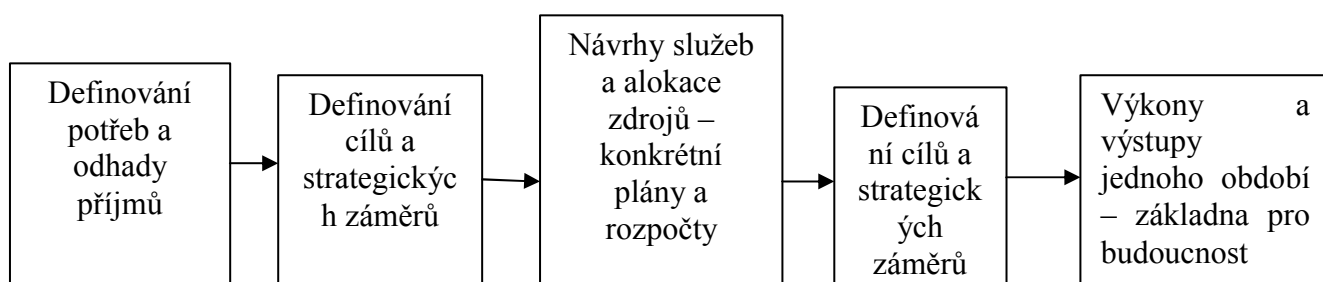 Definování
potřeb a
odhady
příjmů
Definování
cílů a
strategickýc
h záměrů
Návrhy služeb
a alokace
zdrojů –
konkrétní
plány a
rozpočty
Definová
ní cílů a
strategick
ých
záměrů
Výkony a
výstupy
jednoho období
– základna pro
budoucnost